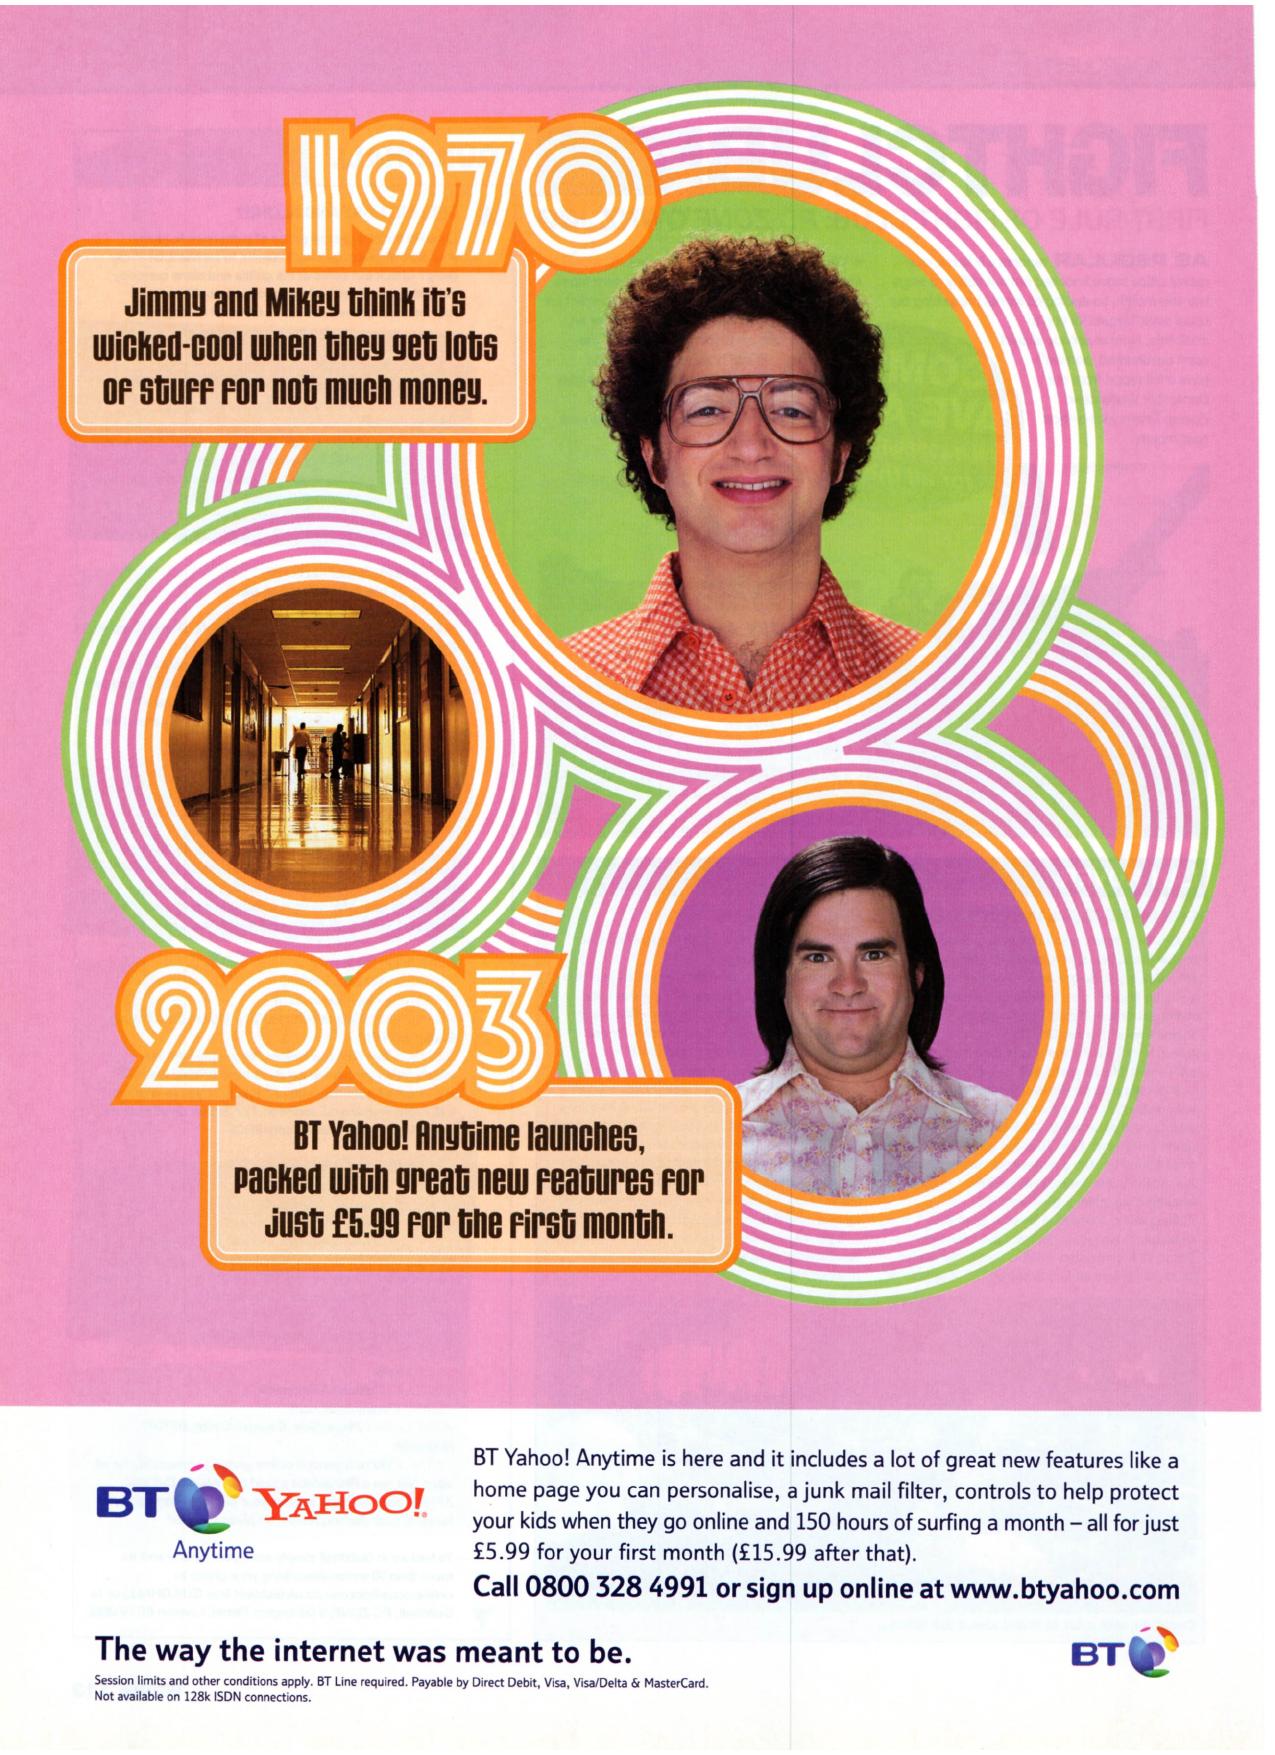 1970
Jimmy and Mikey think it's
wicked-cool when they get lots
of stuff for not much money.
2003
BT Yahoo! Anytime launches,
packed with great new features for
just £5.99 for the first month.
BT YAHOO!
Anytime
BT Yahoo! Anytime is here and it includes a lot of great new features like a
home page you can personalise, a junk mail filter, controls to help protect
your kids when they go online and 150 hours of surfing a month – all for just
£5.99 for your first month (£15.99 after that).
Call 0800 328 4991 or sign up online at www.btyahoo.com
The way the internet was meant to be.
BT
Session limits and other conditions apply. BT Line required. Payable by Direct Debit, Visa, Visa/Delta & MasterCard.
Not available on 128k ISDN connections.